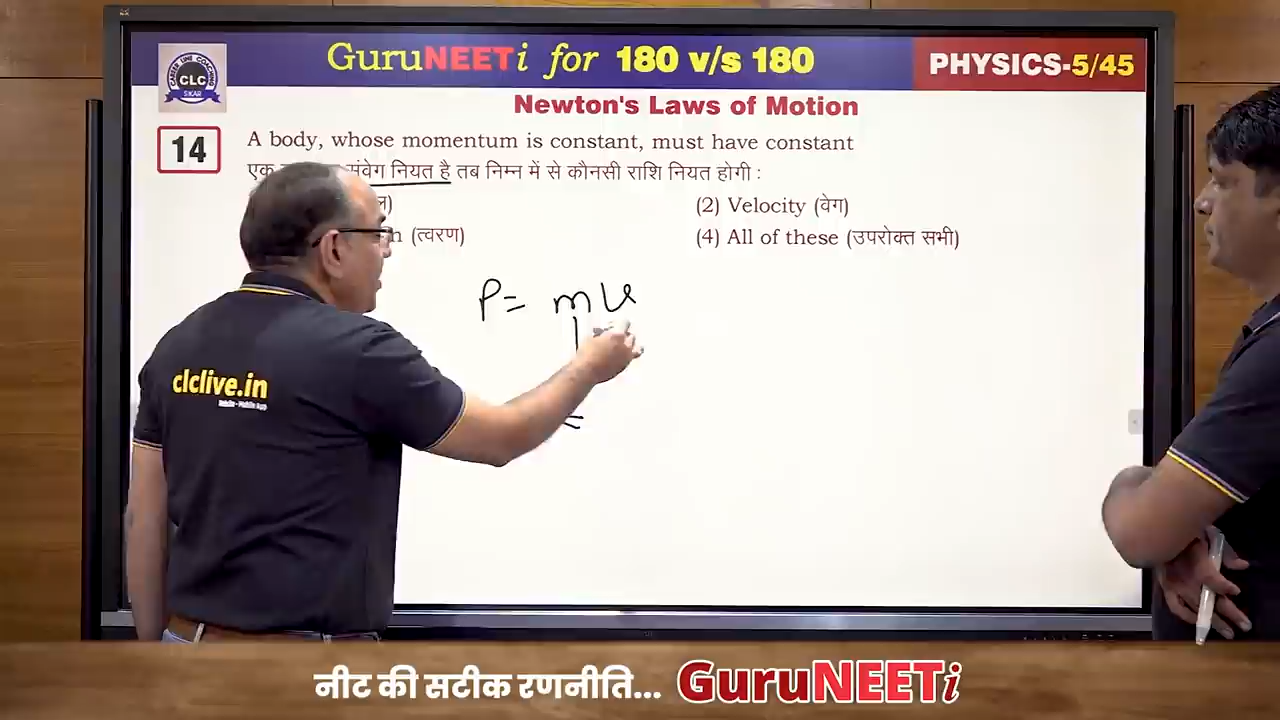 GuruNEETi for 180 v/s 180
PHYSICS-5/45
CLC
SIKAR
Newton's Laws of Motion
14
A body, whose momentum is constant, must have constant
एक संवेग नियत है तब निम्न में से कौनसी राशि नियत होगी :
(2) Velocity (वेग)
(त्वरण)
(4) All of these (उपरोक्त सभी)
P = mv
=
clclive.in
नीट की सटीक रणनीति... GuruNEETi